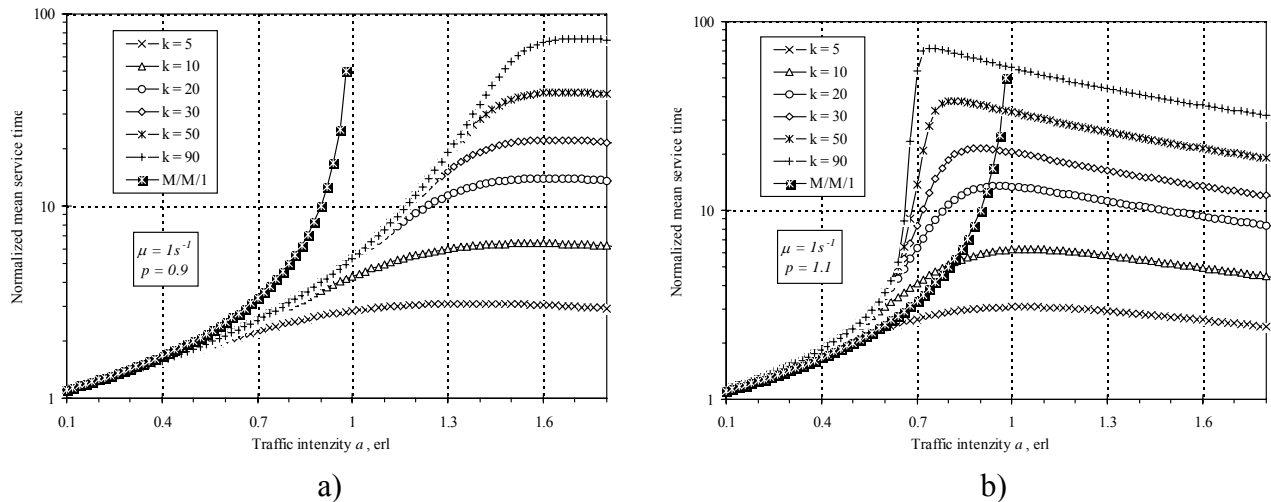 Normalized mean service time
100
10
1
k = 5
k = 10
k = 20
k = 30
k = 50
k = 90
M/M/1
μ = 1s⁻¹
p = 0.9
0.1 0.4 0.7 1 1.3 1.6
Traffic intenzity a , erl
a)
Normalized mean service time
100
10
1
k = 5
k = 10
k = 20
k = 30
k = 50
k = 90
M/M/1
μ = 1s⁻¹
p = 1.1
0.1 0.4 0.7 1 1.3 1.6
Traffic intenzity a , erl
b)